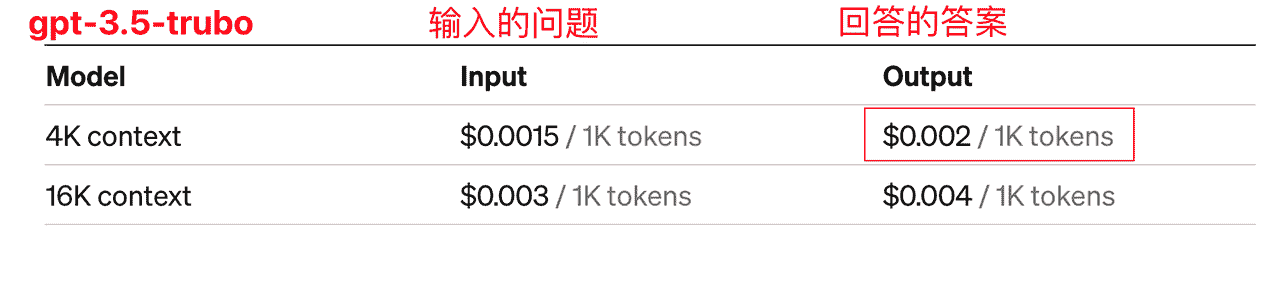 gpt-3.5-trubo 输入的问题 回答的答案
Model Input Output
4K context $0.0015 / 1K tokens $0.002 / 1K tokens
16K context $0.003 / 1K tokens $0.004 / 1K tokens